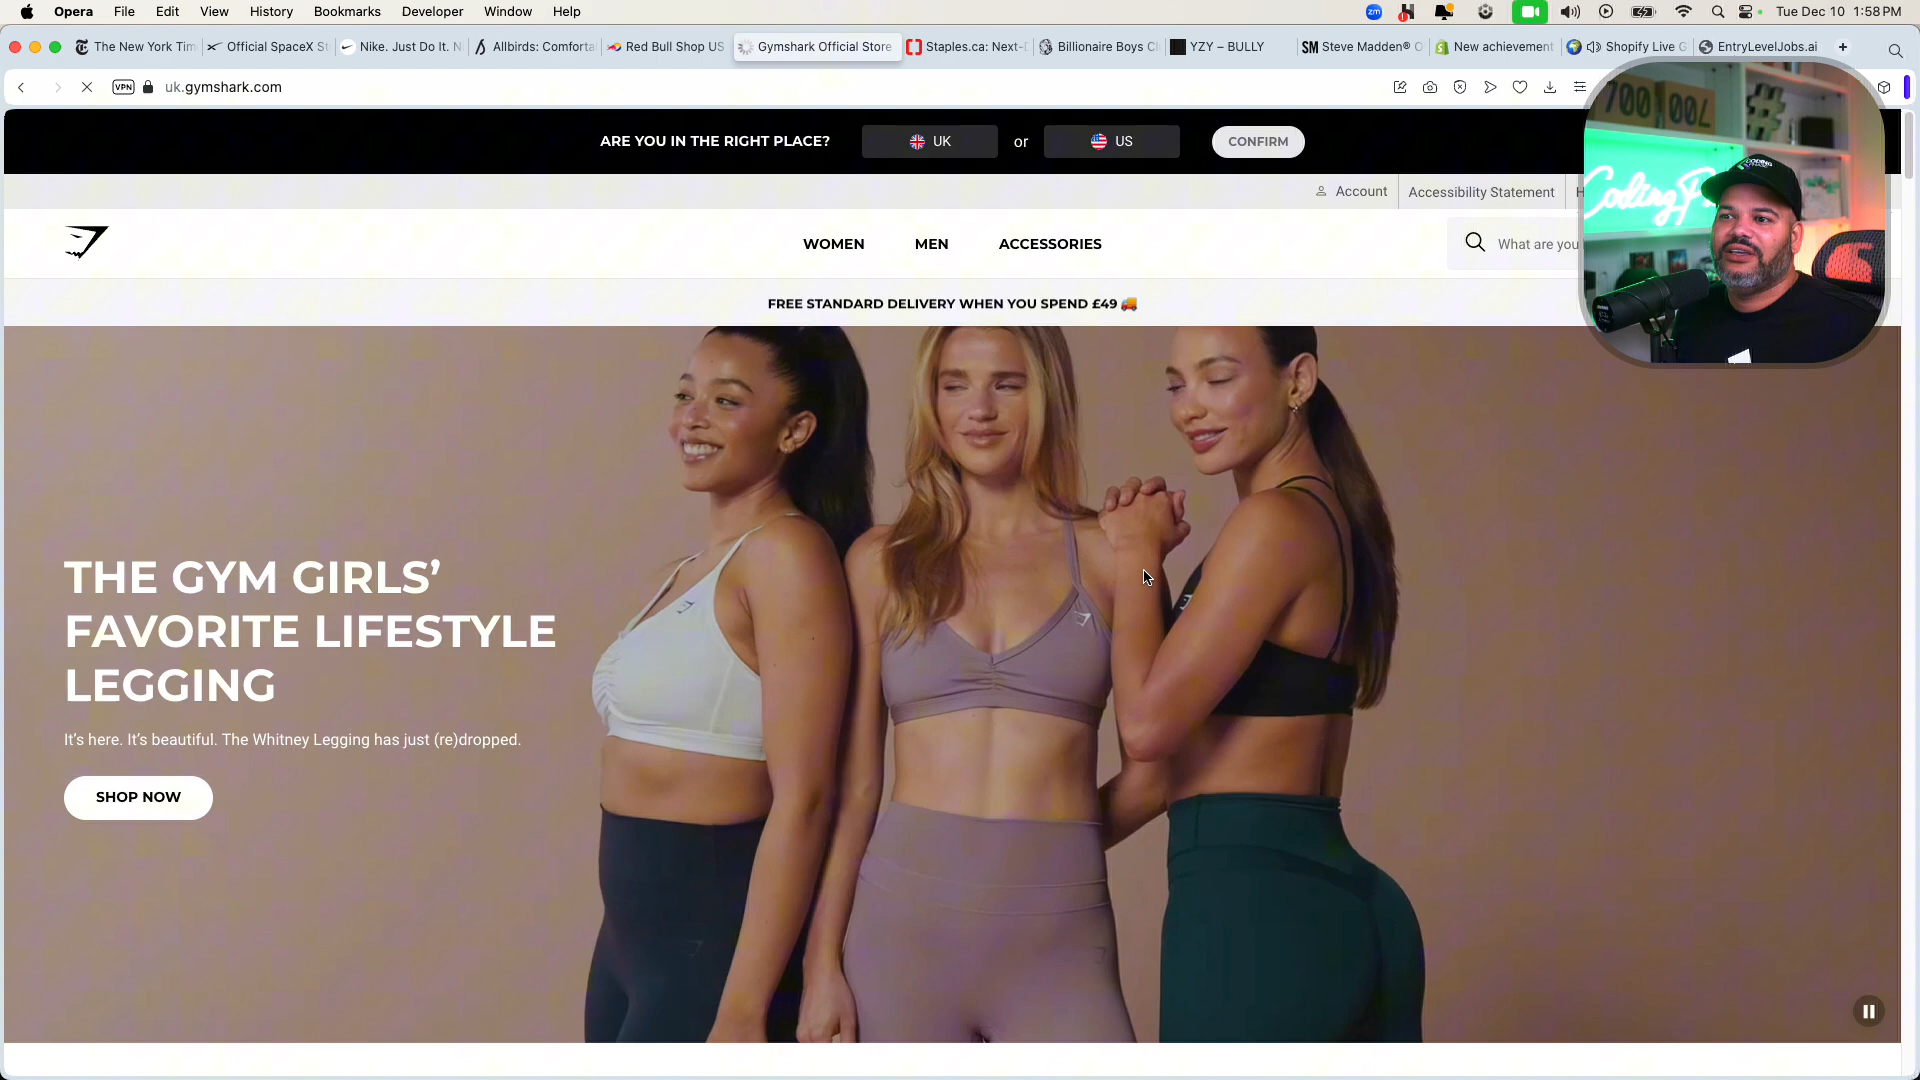 Opera File Edit View History Bookmarks Developer Window Help
zm
Tue Dec 10 1:58 PM
The New York Tim
Official SpaceX St
Nike. Just Do It. N
Allbirds: Comforta
Red Bull Shop US
Gymshark Official Store
Staples.ca: Next-D
Billionaire Boys Cl
YZY – BULLY
SM Steve Madden® O
New achievement
Shopify Live G
EntryLevelJobs.ai
VPN uk.gymshark.com
ARE YOU IN THE RIGHT PLACE? UK or US CONFIRM
Account
Accessibility Statement
H
WOMEN MEN ACCESSORIES
What are you
FREE STANDARD DELIVERY WHEN YOU SPEND £49
THE GYM GIRLS’
FAVORITE LIFESTYLE
LEGGING
It’s here. It’s beautiful. The Whitney Legging has just (re)dropped.
SHOP NOW